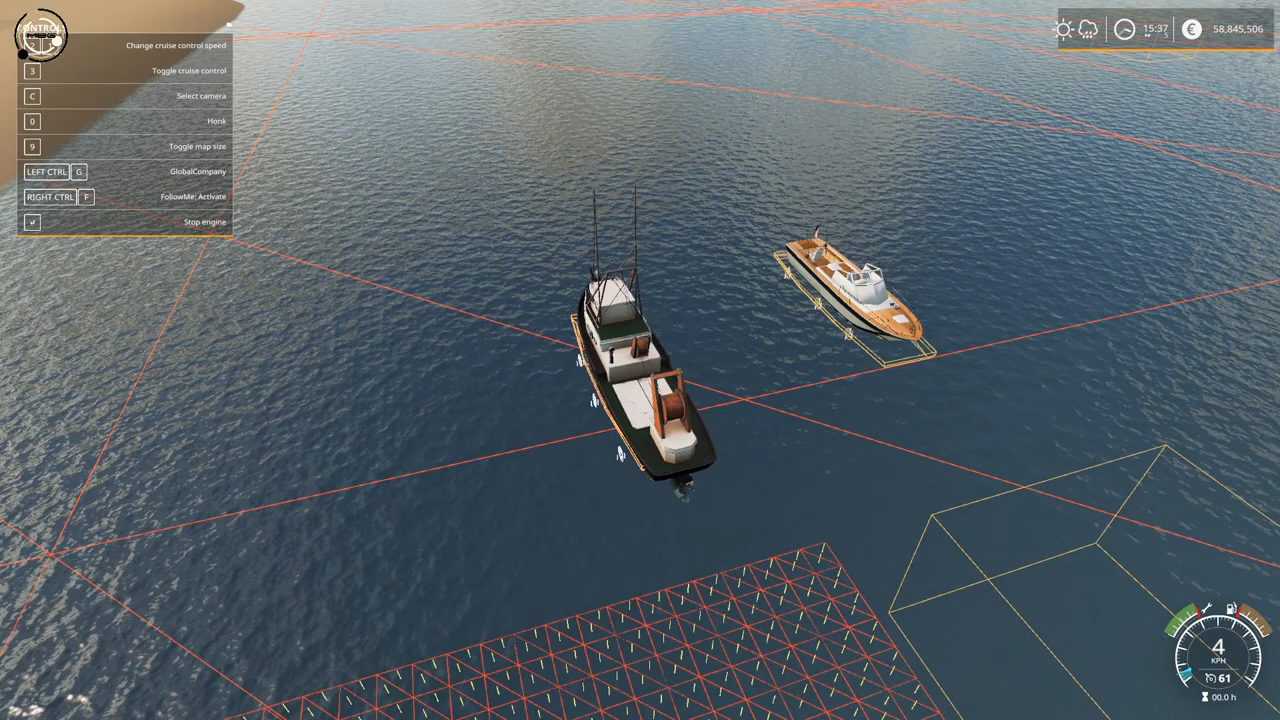 CONTROL
Change cruise control speed
3 Toggle cruise control
C Select camera
0 Honk
9 Toggle map size
LEFT CTRL G GlobalCompany
RIGHT CTRL F FollowMe: Activate
Stop engine
15:37
€ 58,845,506
4
KPH
61
00.0 h